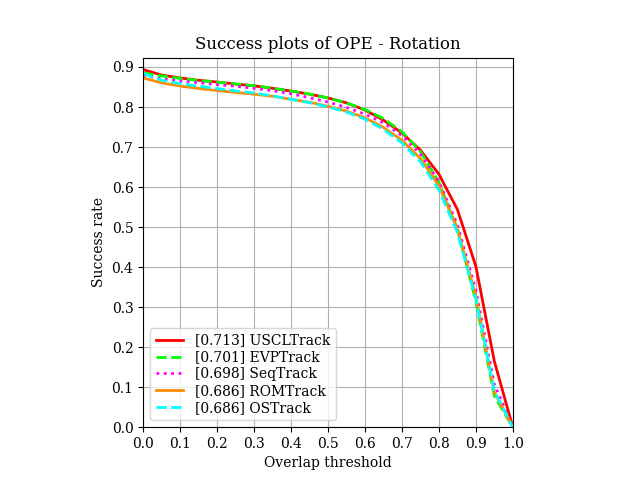 Success plots of OPE - Rotation
0.9
0.8
0.7
0.6
0.5
0.4
0.3
0.2
0.1
0.0
Success rate
[0.713] USCLTrack
[0.701] EVPTrack
[0.698] SeqTrack
[0.686] ROMTrack
[0.686] OSTrack
0.0 0.1 0.2 0.3 0.4 0.5 0.6 0.7 0.8 0.9 1.0
Overlap threshold